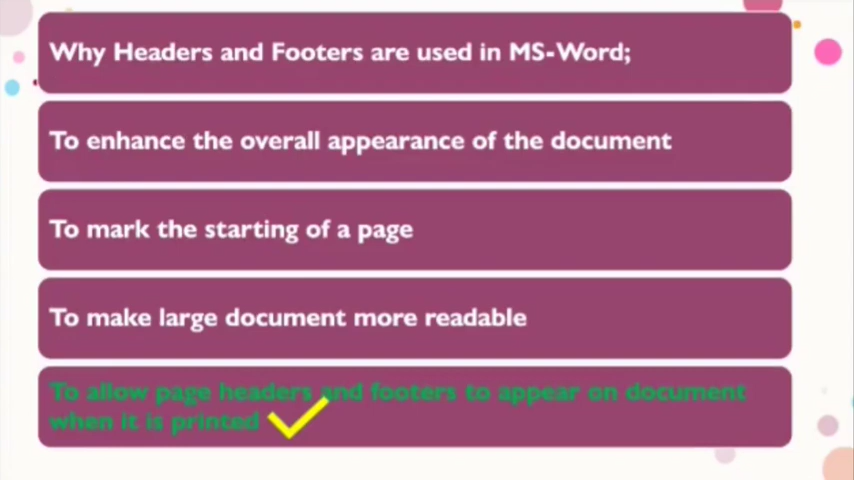 Why Headers and Footers are used in MS-Word;
To enhance the overall appearance of the document
To mark the starting of a page
To make large document more readable
To allow page headers and footers to appear on document
when it is printed